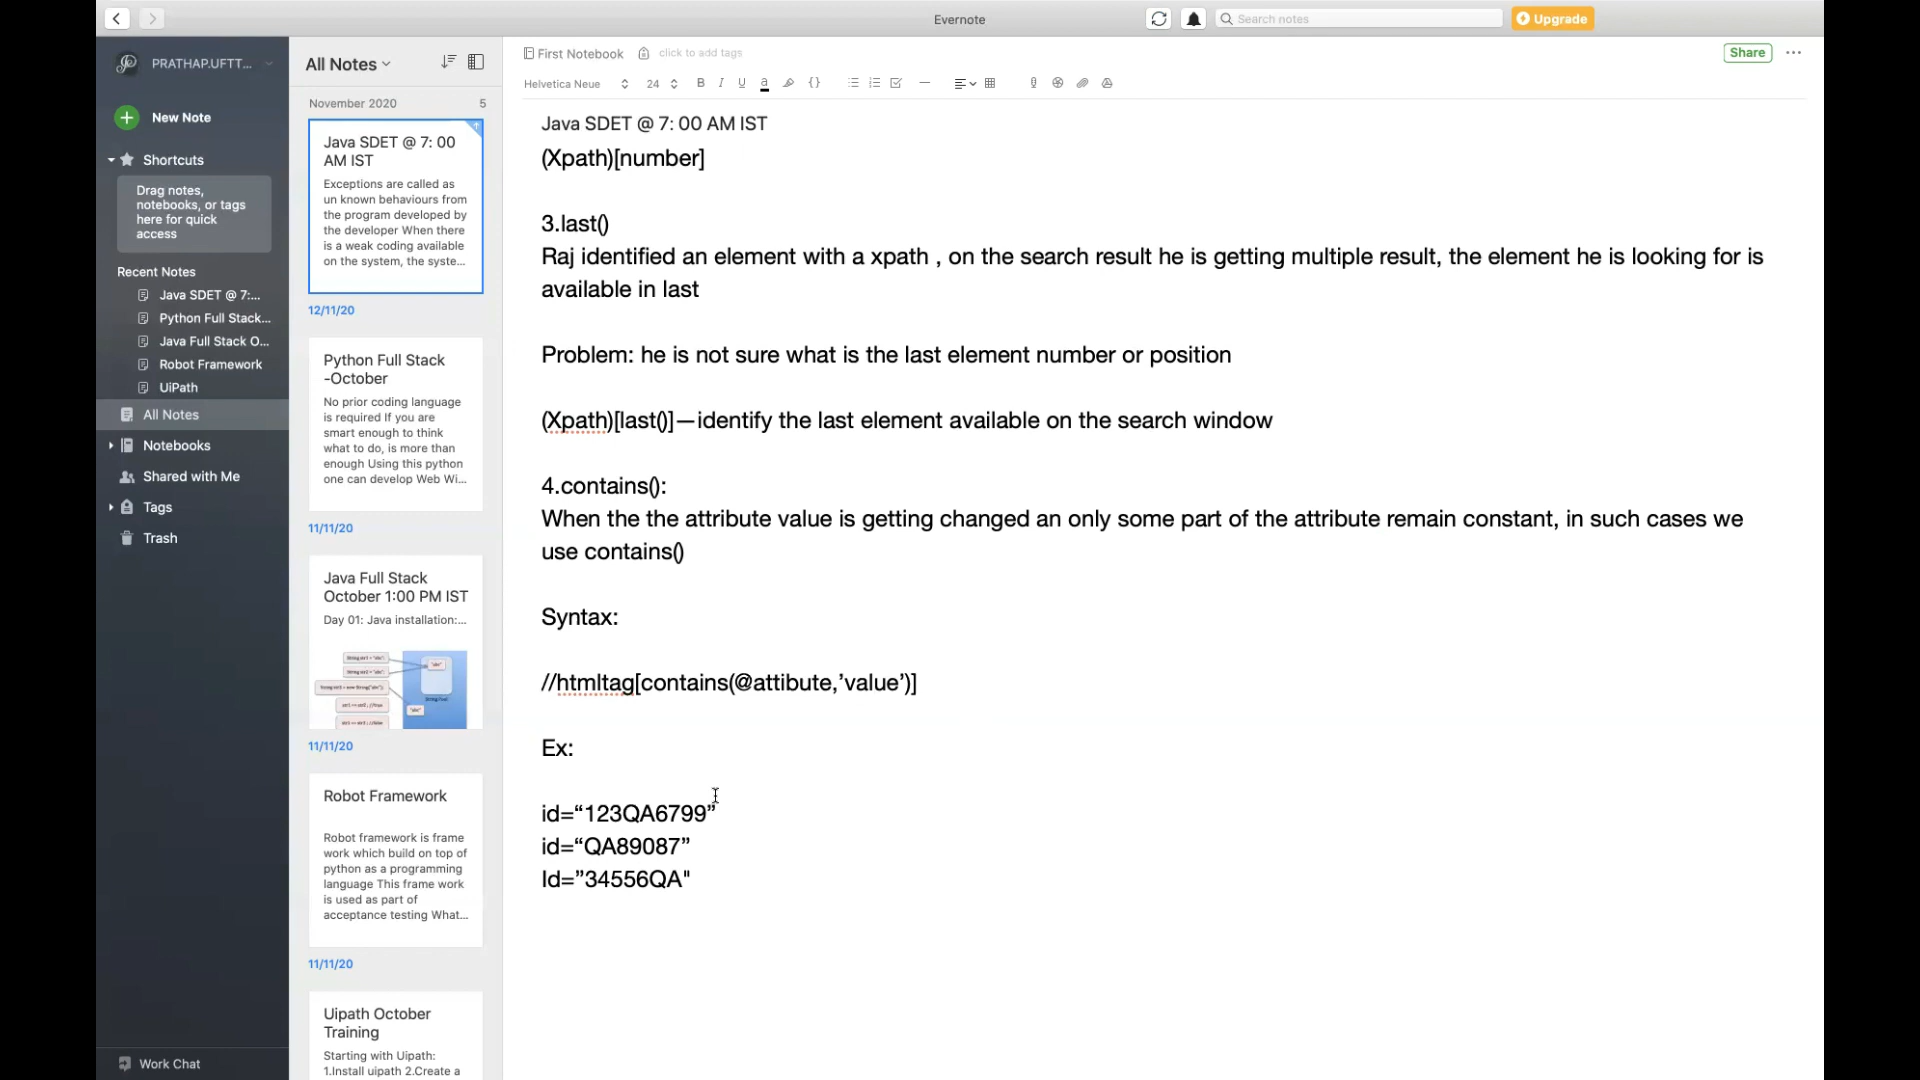 Evernote
Search notes
Upgrade
PRATHAP.UFTT...
New Note
Shortcuts
Drag notes,
notebooks, or tags
here for quick
access
Recent Notes
Java SDET @ 7:...
Python Full Stack...
Java Full Stack O...
Robot Framework
UiPath
All Notes
Notebooks
Shared with Me
Tags
Trash
Work Chat
All Notes
November 2020 5
Java SDET @ 7: 00
AM IST
Exceptions are called as
un known behaviours from
the program developed by
the developer When there
is a weak coding available
on the system, the syste...
12/11/20
Python Full Stack
-October
No prior coding language
is required If you are
smart enough to think
what to do, is more than
enough Using this python
one can develop Web Wi...
11/11/20
Java Full Stack
October 1:00 PM IST
Day 01: Java installation:...
11/11/20
Robot Framework
Robot framework is frame
work which build on top of
python as a programming
language This frame work
is used as part of
acceptance testing What...
11/11/20
Uipath October
Training
Starting with Uipath:
1.Install uipath 2.Create a
First Notebook click to add tags
Share
Helvetica Neue 24 B I U a {}
Java SDET @ 7: 00 AM IST
(Xpath)[number]
3.last()
Raj identified an element with a xpath , on the search result he is getting multiple result, the element he is looking for is
available in last
Problem: he is not sure what is the last element number or position
(Xpath)[last()]—identify the last element available on the search window
4.contains():
When the the attribute value is getting changed an only some part of the attribute remain constant, in such cases we
use contains()
Syntax:
//htmltag[contains(@attibute,’value’)]
Ex:
id=“123QA6799”
id=“QA89087”
Id=”34556QA"